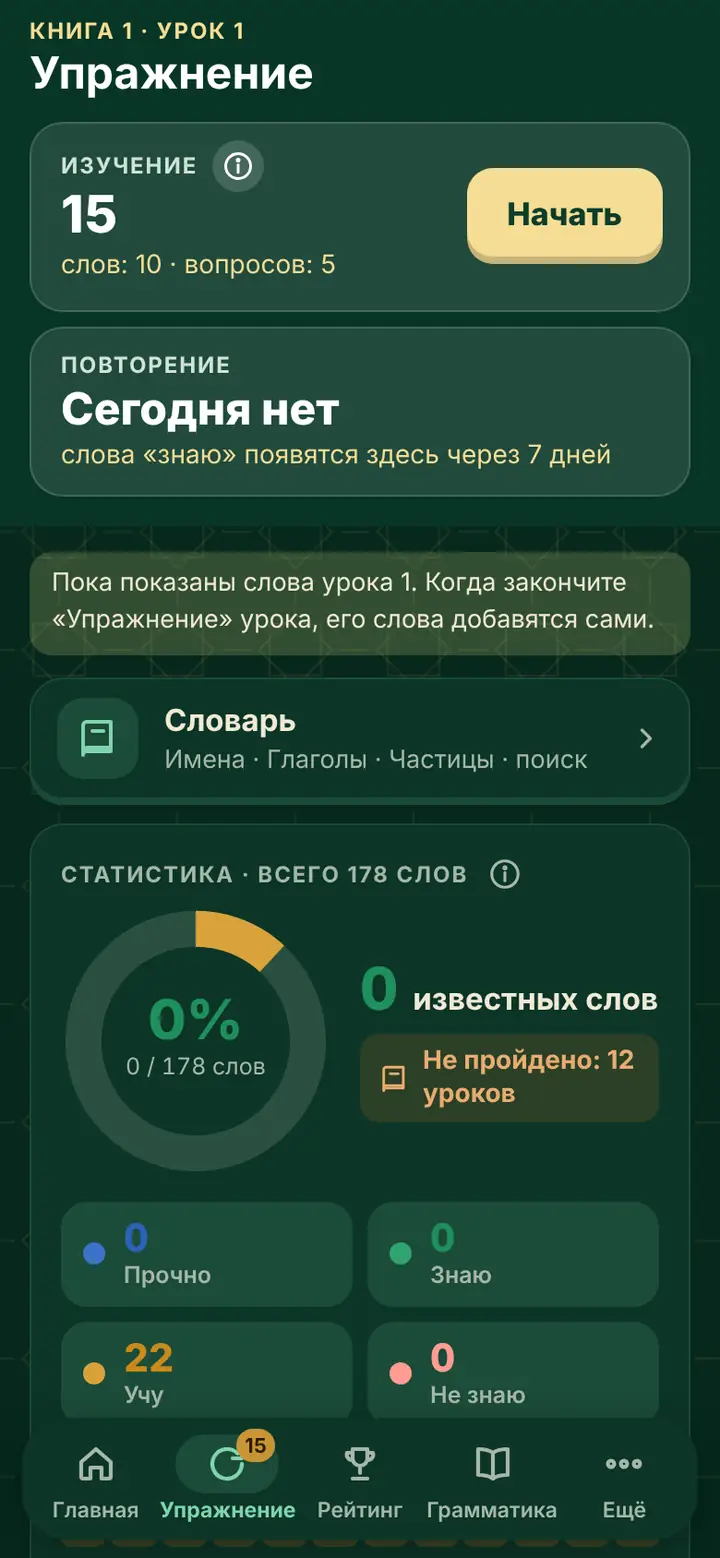 КНИГА 1 · УРОК 1
Упражнение
ИЗУЧЕНИЕ
15
слов: 10 · вопросов: 5
Начать
ПОВТОРЕНИЕ
Сегодня нет
слова «знаю» появятся здесь через 7 дней
Пока показаны слова урока 1. Когда закончите
«Упражнение» урока, его слова добавятся сами.
Словарь
Имена · Глаголы · Частицы · поиск
СТАТИСТИКА · ВСЕГО 178 СЛОВ
0%
0 / 178 слов
0 известных слов
Не пройдено: 12
уроков
0
Прочно
0
Знаю
22
Учу
0
Не знаю
15
Главная
Упражнение
Рейтинг
Грамматика
Ещё